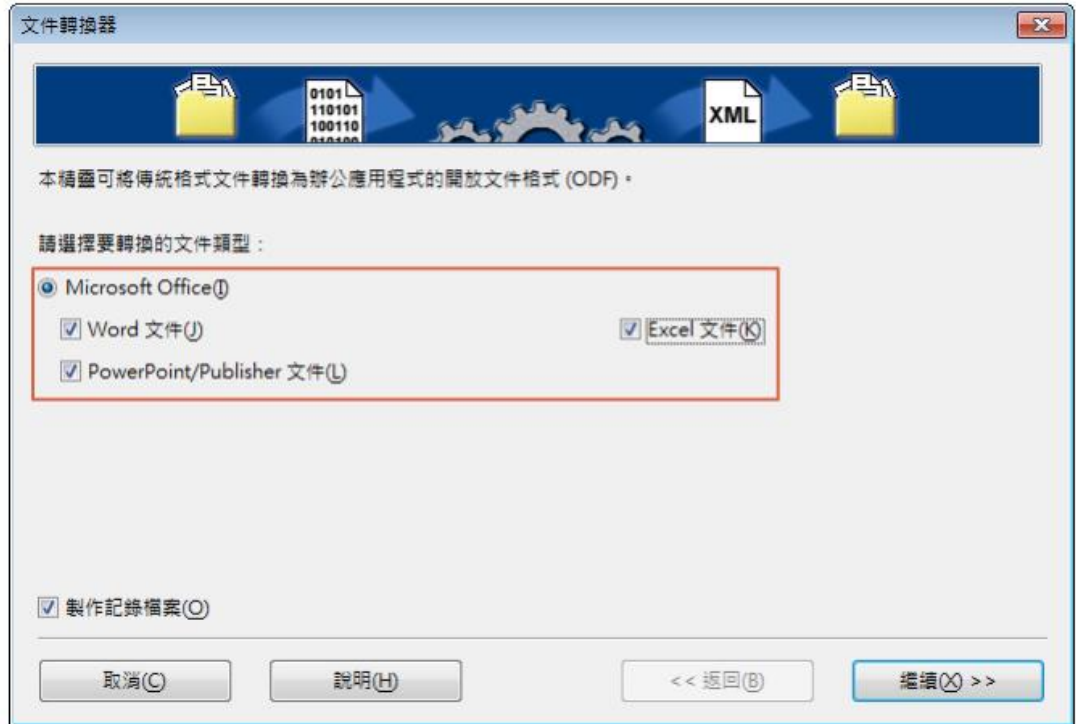 文件轉換器
0101
110101
100110
010100
XML
本精靈可將傳統格式文件轉換為辦公應用程式的開放文件格式 (ODF)。
請選擇要轉換的文件類型：
Microsoft Office(I)
Word 文件(J)
Excel 文件(K)
PowerPoint/Publisher 文件(L)
製作記錄檔案(O)
取消(C)
說明(H)
<< 返回(B)
繼續(X) >>